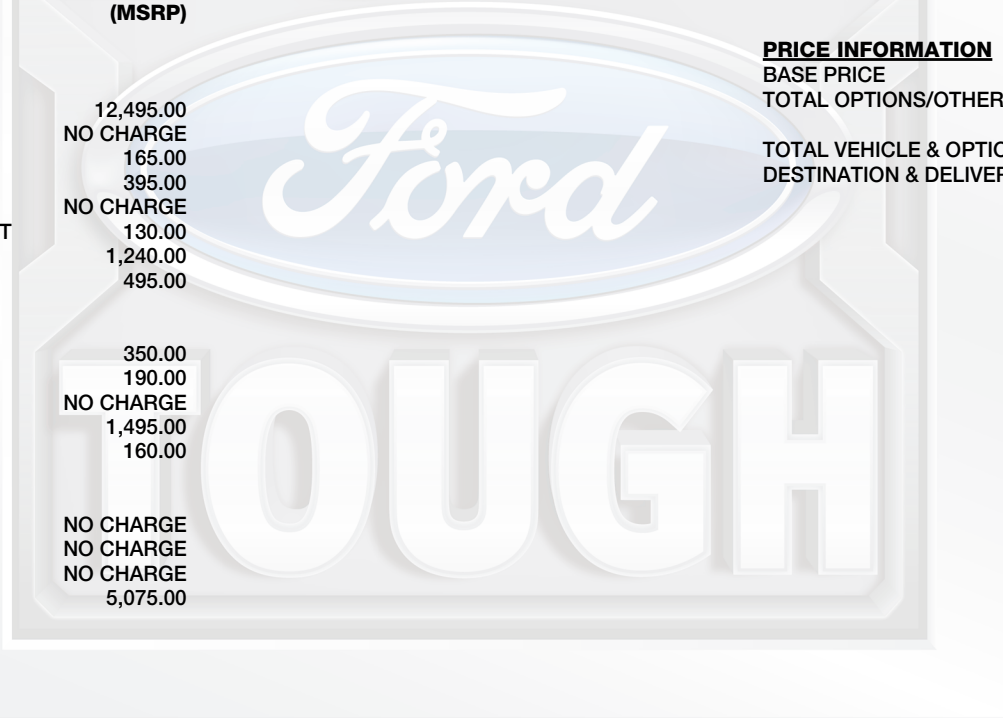 (MSRP)
12,495.00
NO CHARGE
165.00
395.00
NO CHARGE
T 130.00
1,240.00
495.00
350.00
190.00
NO CHARGE
1,495.00
160.00
NO CHARGE
NO CHARGE
NO CHARGE
5,075.00
PRICE INFORMATION
BASE PRICE
TOTAL OPTIONS/OTHER
TOTAL VEHICLE & OPTIO
DESTINATION & DELIVER
Ford
TOUGH